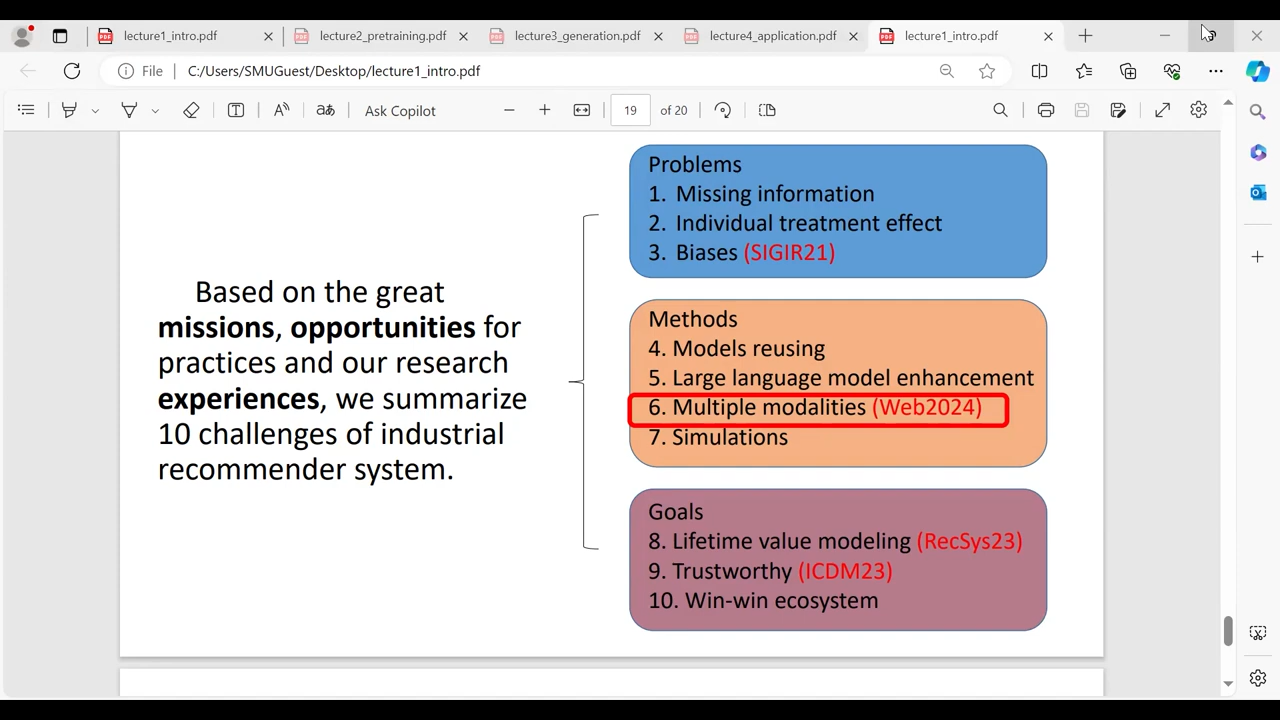 lecture1_intro.pdf
lecture2_pretraining.pdf
lecture3_generation.pdf
lecture4_application.pdf
lecture1_intro.pdf
File
C:/Users/SMUGuest/Desktop/lecture1_intro.pdf
Ask Copilot
19
of 20
Based on the great
missions, opportunities for
practices and our research
experiences, we summarize
10 challenges of industrial
recommender system.
Problems
1. Missing information
2. Individual treatment effect
3. Biases (SIGIR21)
Methods
4. Models reusing
5. Large language model enhancement
6. Multiple modalities (Web2024)
7. Simulations
Goals
8. Lifetime value modeling (RecSys23)
9. Trustworthy (ICDM23)
10. Win-win ecosystem